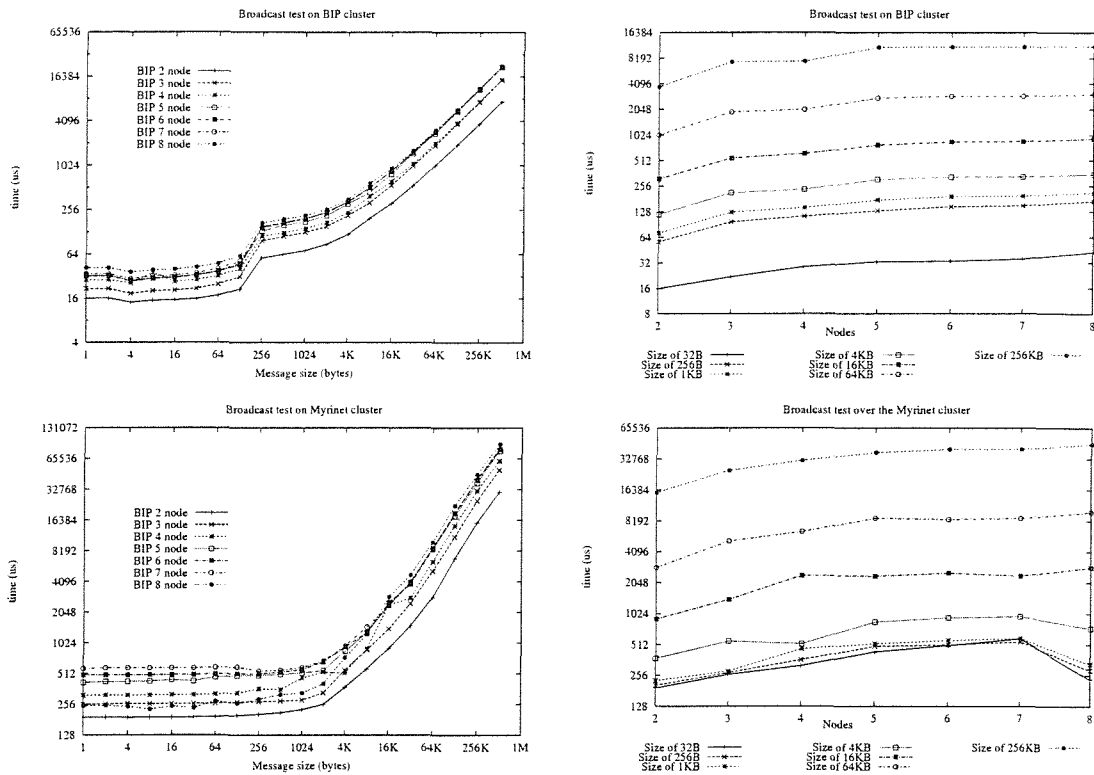 Broadcast test on BIP cluster
65536
16384
4096
1024
256
64
16
4
time (us)
BIP 2 node
BIP 3 node
BIP 4 node
BIP 5 node
BIP 6 node
BIP 7 node
BIP 8 node
1 4 16 64 256 1024 4K 16K 64K 256K 1M
Message size (bytes)
Broadcast test on BIP cluster
16384
8192
4096
2048
1024
512
256
128
64
32
16
8
time (us)
2 3 4 5 6 7 8
Nodes
Size of 32B
Size of 256B
Size of 1KB
Size of 4KB
Size of 16KB
Size of 64KB
Size of 256KB
Broadcast test on Myrinet cluster
131072
65536
32768
16384
8192
4096
2048
1024
512
256
128
time (us)
BIP 2 node
BIP 3 node
BIP 4 node
BIP 5 node
BIP 6 node
BIP 7 node
BIP 8 node
1 4 16 64 256 1024 4K 16K 64K 256K 1M
Message size (bytes)
Broadcast test over the Myrinet cluster
65536
32768
16384
8192
4096
2048
1024
512
256
128
time (us)
2 3 4 5 6 7 8
Nodes
Size of 32B
Size of 256B
Size of 1KB
Size of 4KB
Size of 16KB
Size of 64KB
Size of 256KB